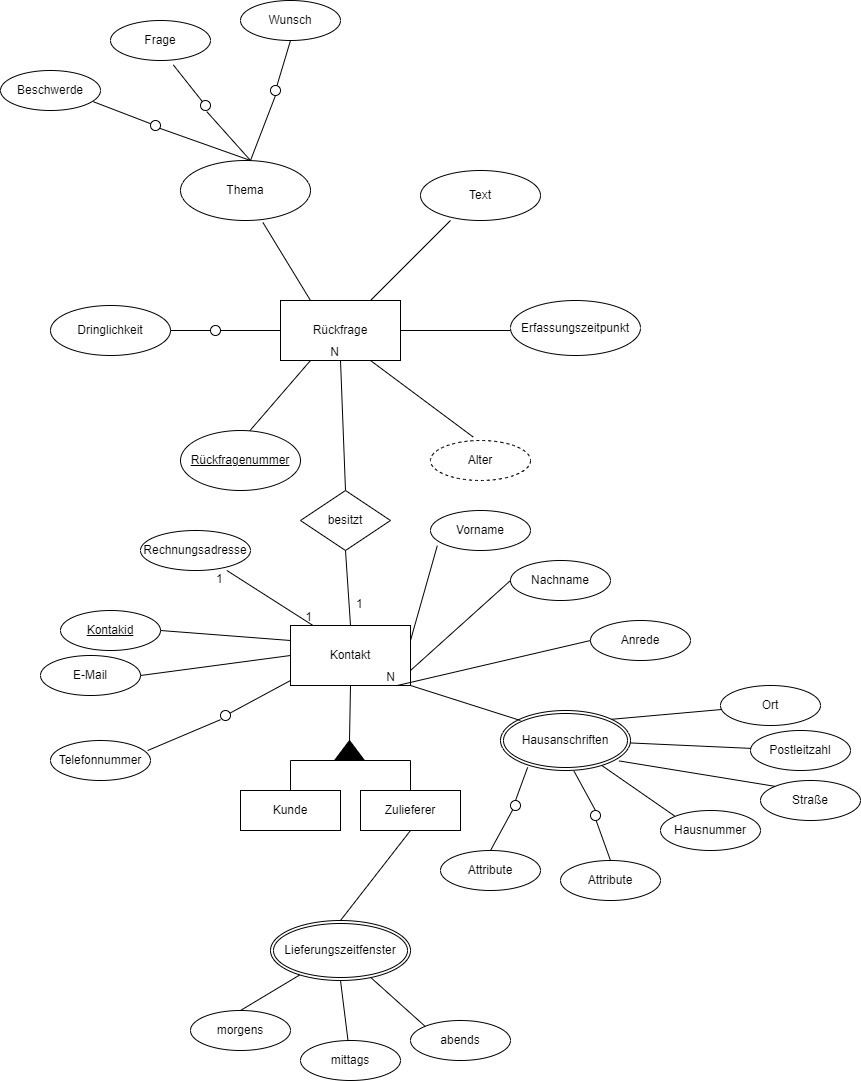 Wunsch
Frage
Beschwerde
Thema
Text
Dringlichkeit
Rückfrage
Erfassungszeitpunkt
N
Rückfragenummer
Alter
besitzt
Vorname
Rechnungsadresse
1
Nachname
1
1
Kontakid
Anrede
Kontakt
E-Mail
N
Ort
Hausanschriften
Postleitzahl
Telefonnummer
Straße
Kunde
Zulieferer
Hausnummer
Attribute
Attribute
Lieferungszeitfenster
morgens
abends
mittags